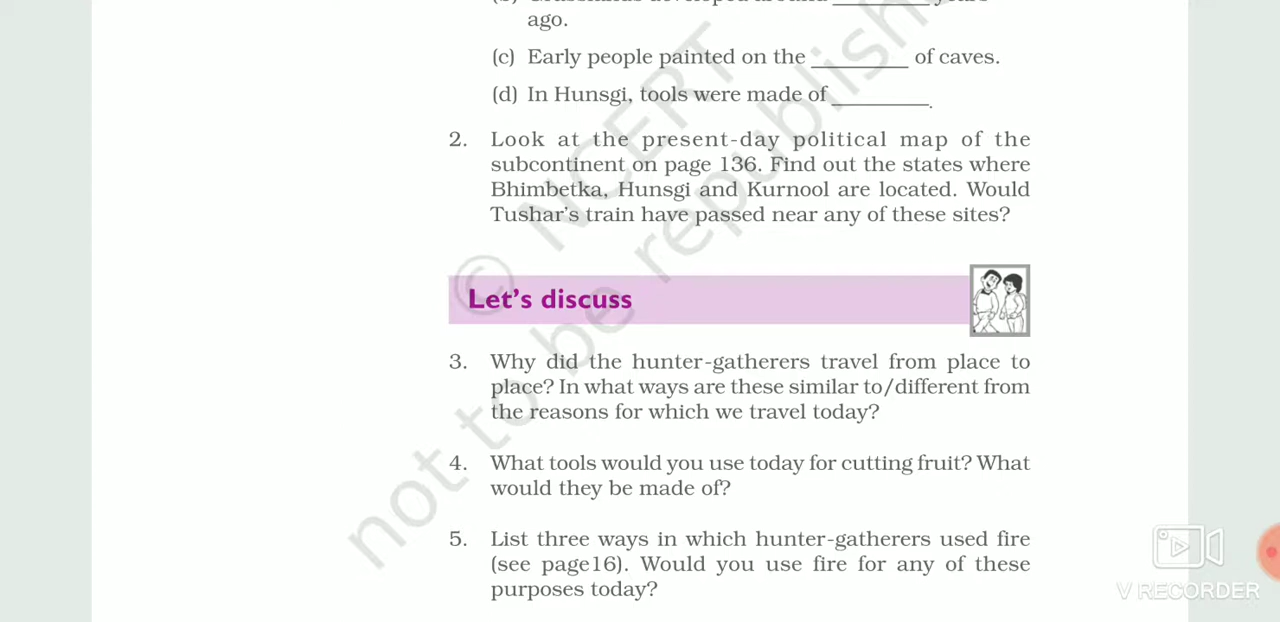 ago.
(c) Early people painted on the ________ of caves.
(d) In Hunsgi, tools were made of ________.
2. Look at the present-day political map of the
subcontinent on page 136. Find out the states where
Bhimbetka, Hunsgi and Kurnool are located. Would
Tushar's train have passed near any of these sites?
Let's discuss
3. Why did the hunter-gatherers travel from place to
place? In what ways are these similar to/different from
the reasons for which we travel today?
4. What tools would you use today for cutting fruit? What
would they be made of?
5. List three ways in which hunter-gatherers used fire
(see page16). Would you use fire for any of these
purposes today?
© NCERT
not to be republish
V RECORDER